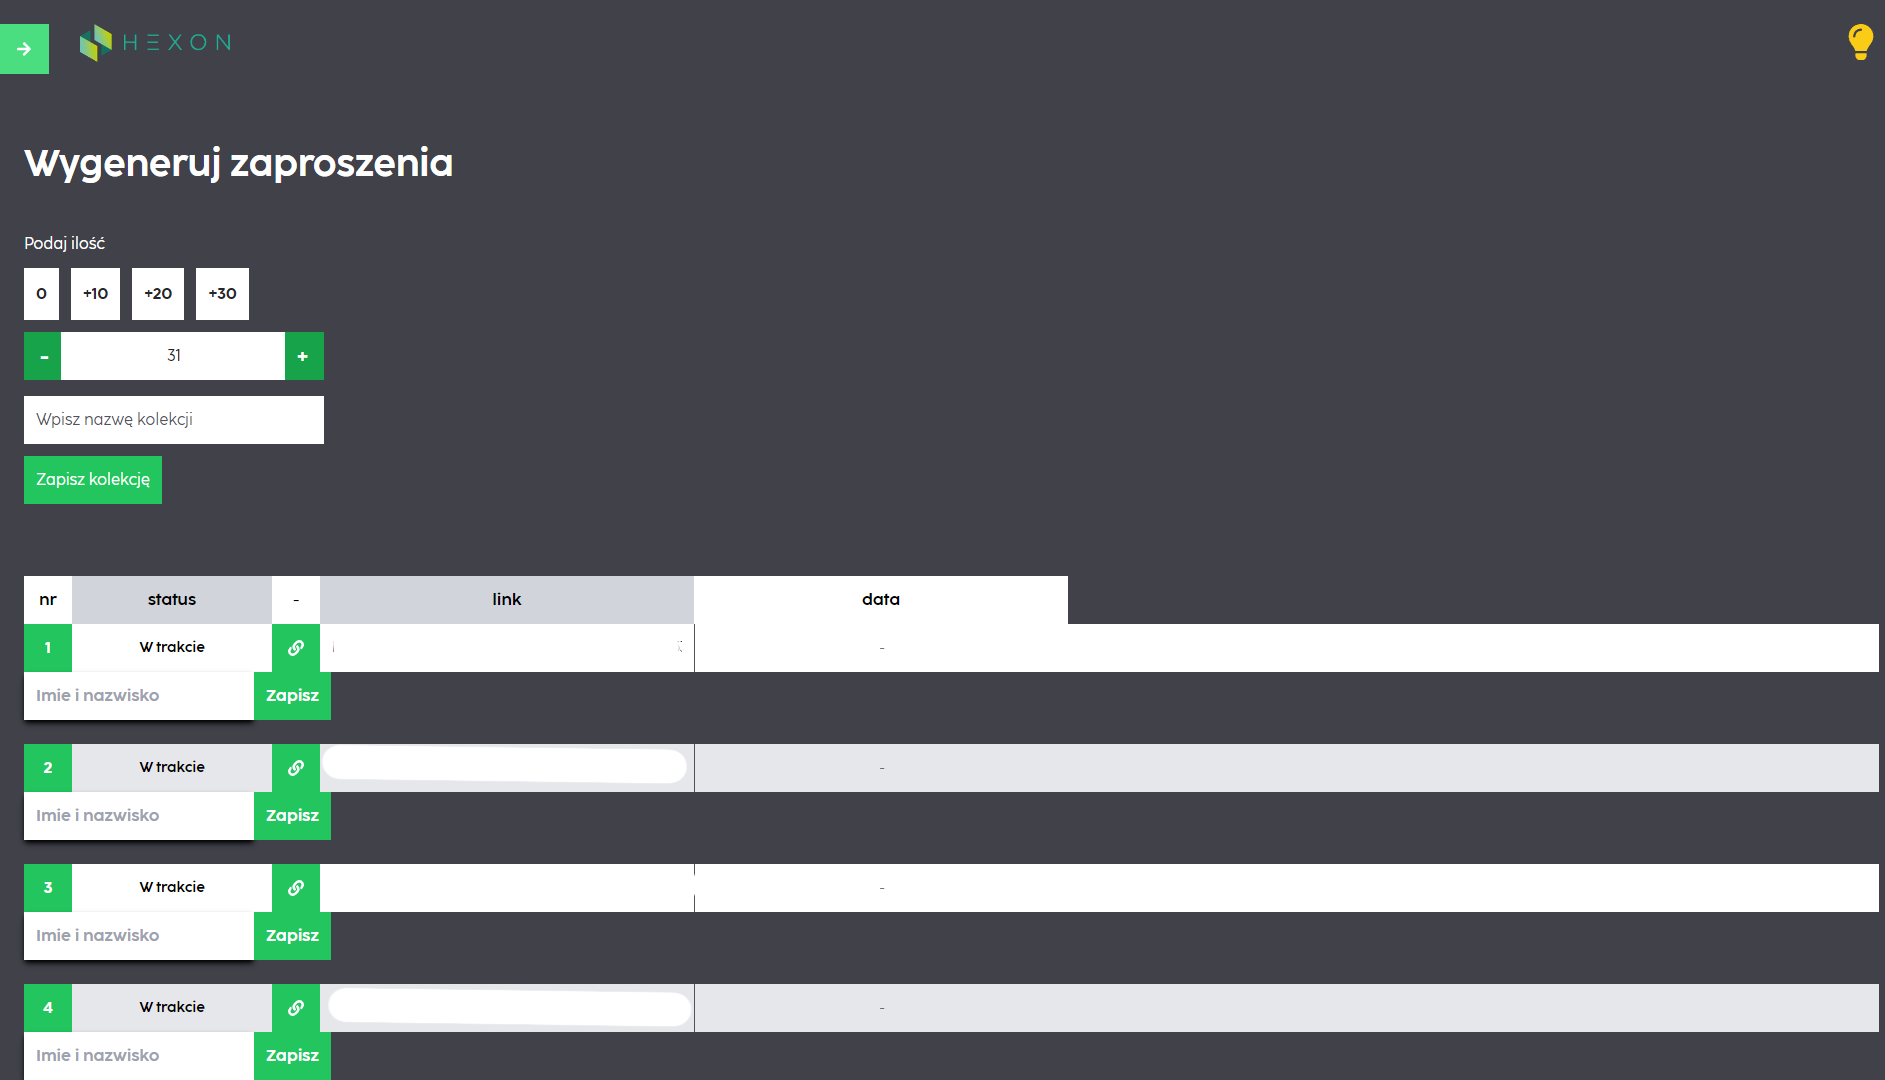 HEXON
Wygeneruj zaproszenia
Podaj ilość
0 +10 +20 +30
- 31 +
Wpisz nazwę kolekcji
Zapisz kolekcję
nr status - link data
1 W trakcie -
Imie i nazwisko Zapisz
2 W trakcie -
Imie i nazwisko Zapisz
3 W trakcie -
Imie i nazwisko Zapisz
4 W trakcie -
Imie i nazwisko Zapisz